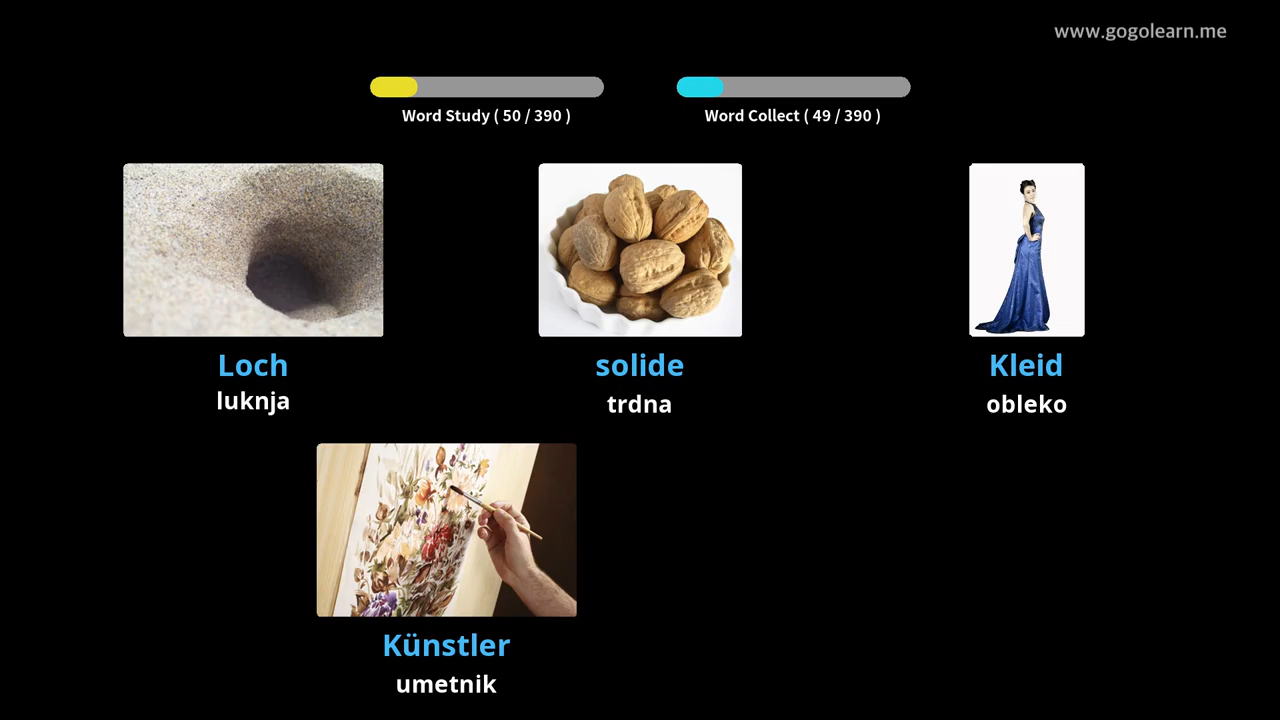 www.gogolearn.me
Word Study ( 50 / 390 )
Word Collect ( 49 / 390 )
Loch
luknja
solide
trdna
Kleid
obleko
Künstler
umetnik